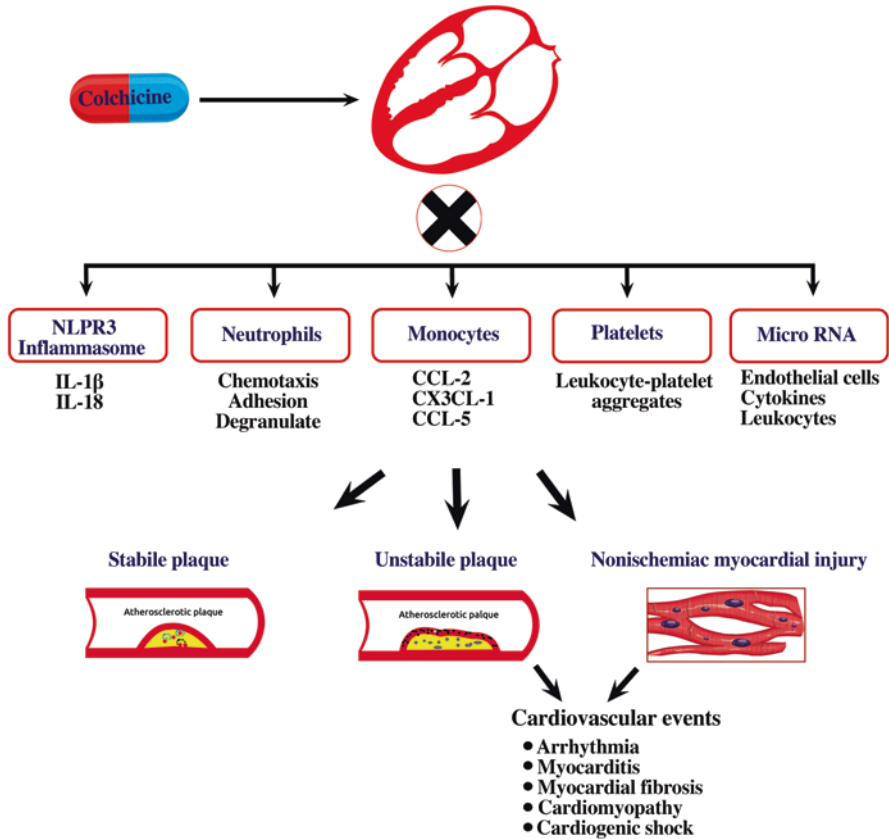 Colchicine
NLPR3
Inflammasome
IL-1β
IL-18
Neutrophils
Chemotaxis
Adhesion
Degranulate
Monocytes
CCL-2
CX3CL-1
CCL-5
Platelets
Leukocyte-platelet
aggregates
Micro RNA
Endothelial cells
Cytokines
Leukocytes
Stabile plaque
Atherosclerotic plaque
Unstabile plaque
Atherosclerotic palque
Nonischemiac myocardial injury
Cardiovascular events
• Arrhythmia
• Myocarditis
• Myocardial fibrosis
• Cardiomyopathy
• Cardiogenic shock